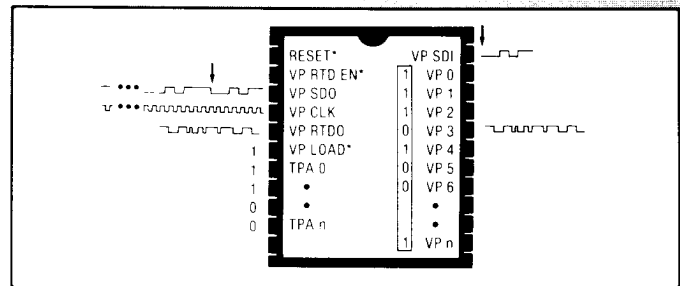 RESET* VP SDI
VP RTD EN* 1 VP 0
VP SDO 1 VP 1
VP CLK 1 VP 2
VP RTDO 0 VP 3
1 VP LOAD* 1 VP 4
1 TPA 0 0 VP 5
1 • 0 VP 6
0 • •
0 TPA n •
1 VP n